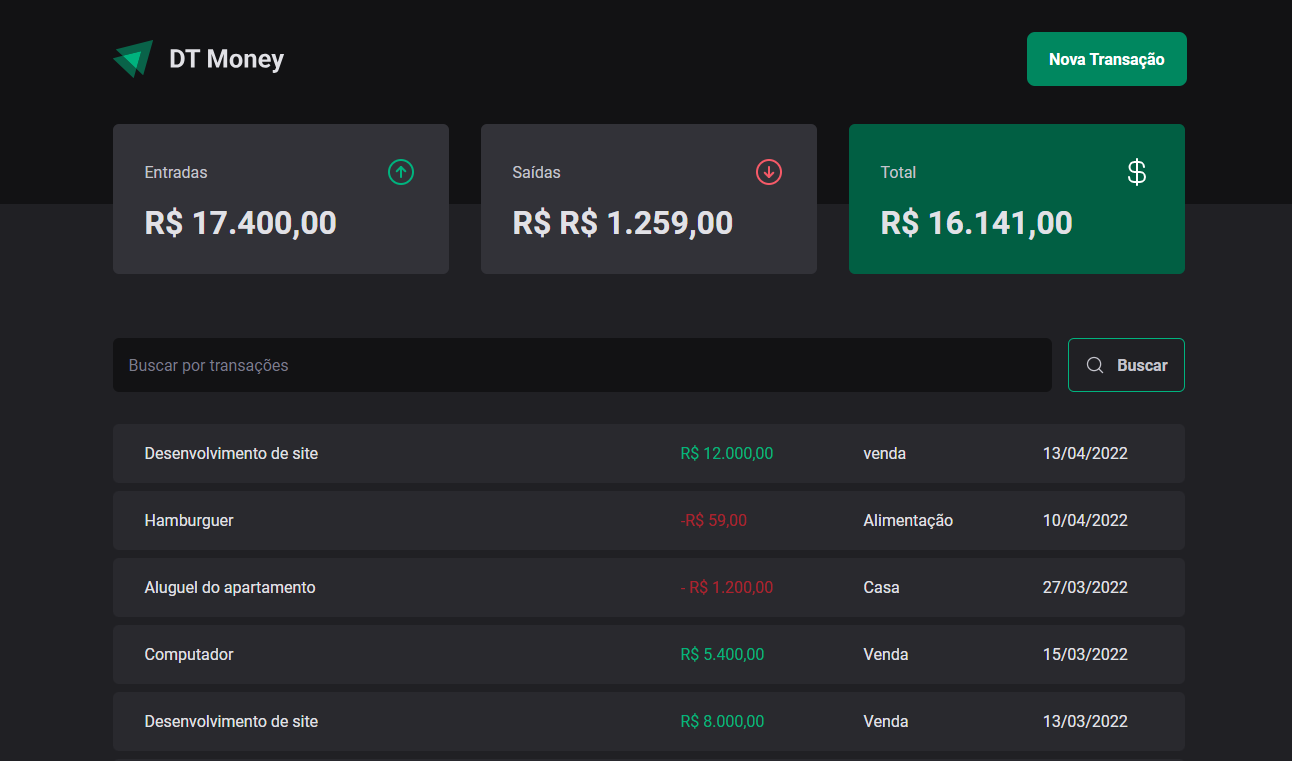 DT Money
Nova Transação
Entradas
R$ 17.400,00
Saídas
R$ R$ 1.259,00
Total
$
R$ 16.141,00
Buscar por transações
Buscar
Desenvolvimento de site R$ 12.000,00 venda 13/04/2022
Hamburguer -R$ 59,00 Alimentação 10/04/2022
Aluguel do apartamento - R$ 1.200,00 Casa 27/03/2022
Computador R$ 5.400,00 Venda 15/03/2022
Desenvolvimento de site R$ 8.000,00 Venda 13/03/2022